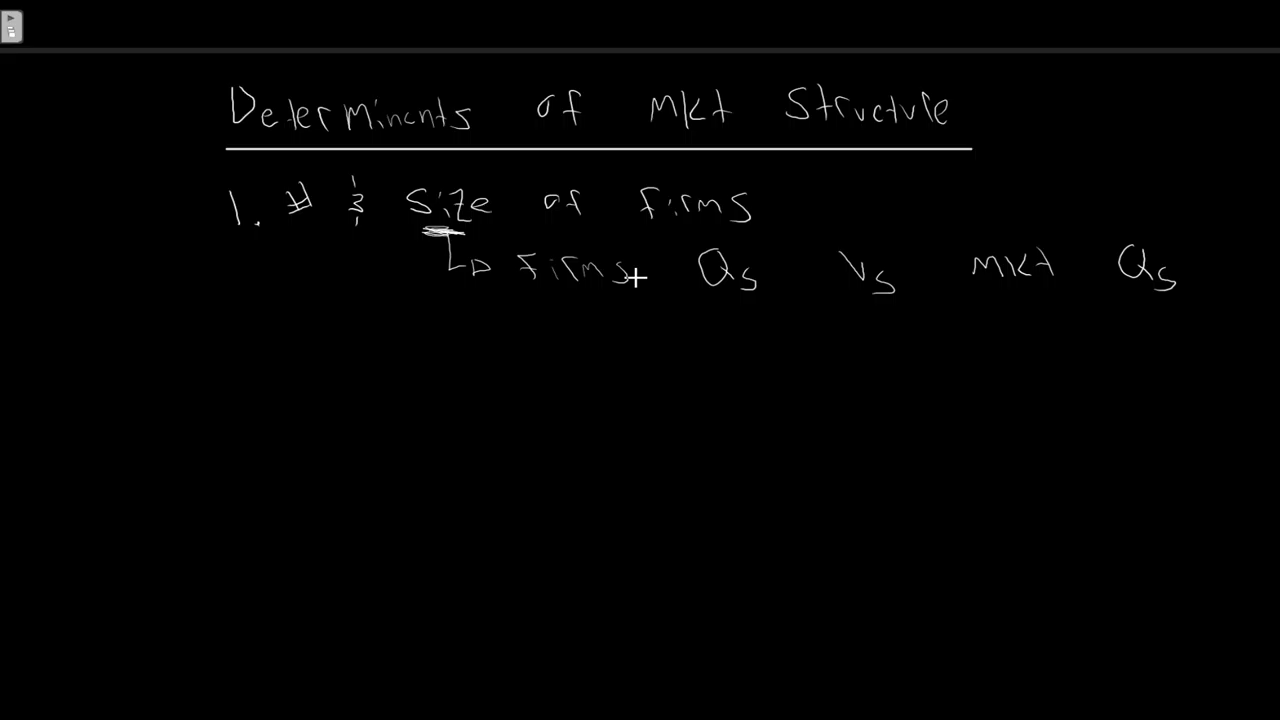 Determinants of mkt Structure
1. # & size of firms
firms Qs Vs mkt Qs